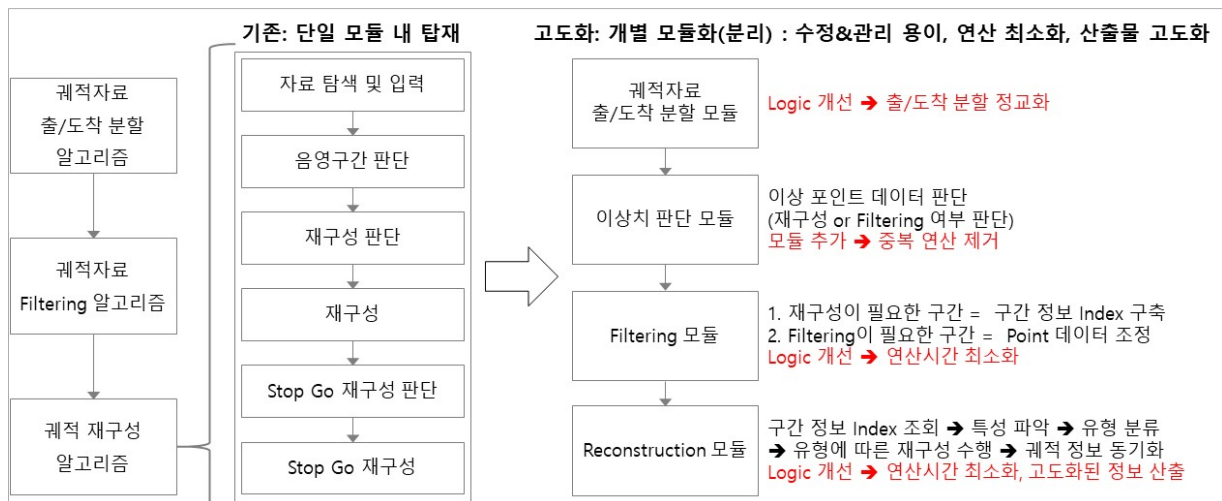 기존: 단일 모듈 내 탑재
궤적자료
출/도착 분할
알고리즘
궤적자료
Filtering 알고리즘
궤적 재구성
알고리즘
자료 탐색 및 입력
음영구간 판단
재구성 판단
재구성
Stop Go 재구성 판단
Stop Go 재구성
고도화: 개별 모듈화(분리) : 수정&관리 용이, 연산 최소화, 산출물 고도화
궤적자료
출/도착 분할 모듈
Logic 개선 ➔ 출/도착 분할 정교화
이상치 판단 모듈
이상 포인트 데이터 판단
(재구성 or Filtering 여부 판단)
모듈 추가 ➔ 중복 연산 제거
Filtering 모듈
1. 재구성이 필요한 구간 = 구간 정보 Index 구축
2. Filtering이 필요한 구간 = Point 데이터 조정
Logic 개선 ➔ 연산시간 최소화
Reconstruction 모듈
구간 정보 Index 조회 ➔ 특성 파악 ➔ 유형 분류
➔ 유형에 따른 재구성 수행 ➔ 궤적 정보 동기화
Logic 개선 ➔ 연산시간 최소화, 고도화된 정보 산출